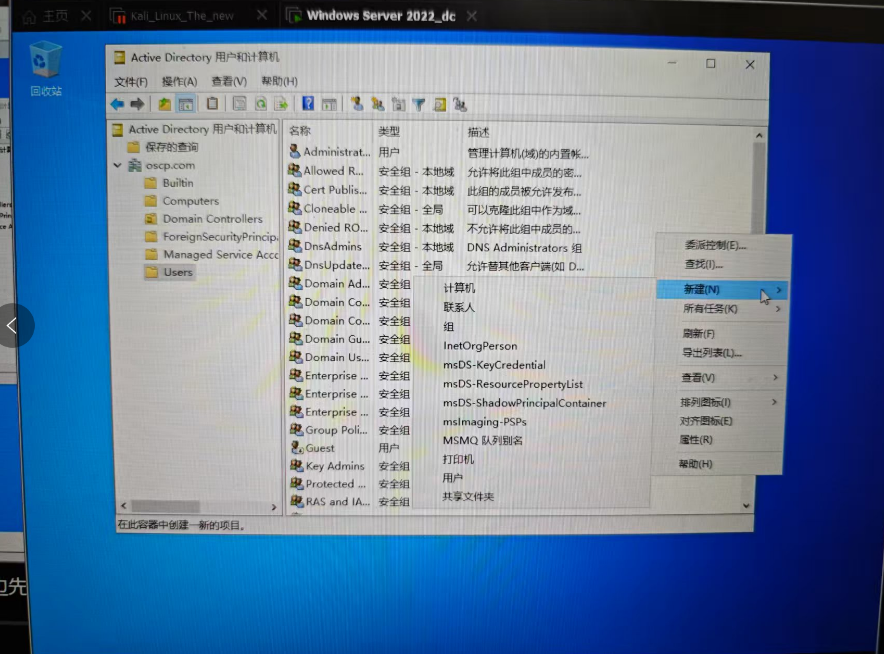 主页
Kali_Linux_The_new
Windows Server 2022_dc
回收站
Active Directory 用户和计算机
文件(F) 操作(A) 查看(V) 帮助(H)
Active Directory 用户和计算机
保存的查询
oscp.com
Builtin
Computers
Domain Controllers
ForeignSecurityPrincip
Managed Service Acc
Users
名称 类型 描述
Administrat... 用户 管理计算机(域)的内置帐...
Allowed R... 安全组 - 本地域 允许将此组中成员的密...
Cert Publis... 安全组 - 本地域 此组的成员被允许发布...
Cloneable ... 安全组 - 全局 可以克隆此组中作为域...
Denied RO... 安全组 - 本地域 不允许将此组中成员的...
DnsAdmins 安全组 - 本地域 DNS Administrators 组
DnsUpdate... 安全组 - 全局 允许替其他客户端(如 D...
Domain Ad... 安全组
Domain Co... 安全组
Domain Co... 安全组
Domain Gu... 安全组
Domain Us... 安全组
Enterprise ... 安全组
Enterprise ... 安全组
Enterprise ... 安全组
Group Poli... 安全组
Guest 用户
Key Admins 安全组
Protected ... 安全组
RAS and IA... 安全组
计算机
联系人
组
InetOrgPerson
msDS-KeyCredential
msDS-ResourcePropertyList
msDS-ShadowPrincipalContainer
msImaging-PSPs
MSMQ 队列别名
打印机
用户
共享文件夹
委派控制(E)...
查找(I)...
新建(N)
所有任务(K)
刷新(F)
导出列表(L)...
查看(V)
排列图标(I)
对齐图标(E)
属性(R)
帮助(H)
在此容器中创建一新的项目。